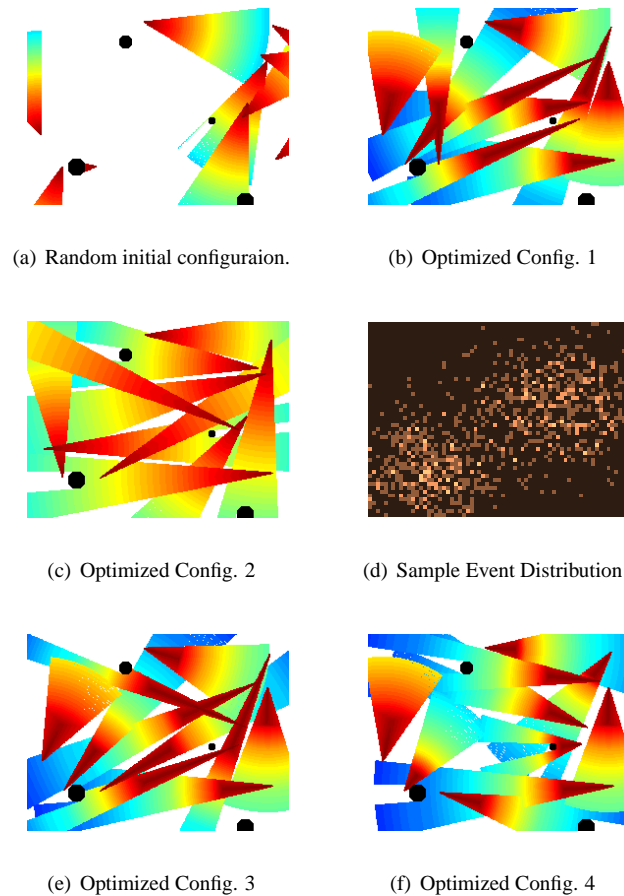 (a) Random initial configuraion.
(b) Optimized Config. 1
(c) Optimized Config. 2
(d) Sample Event Distribution
(e) Optimized Config. 3
(f) Optimized Config. 4